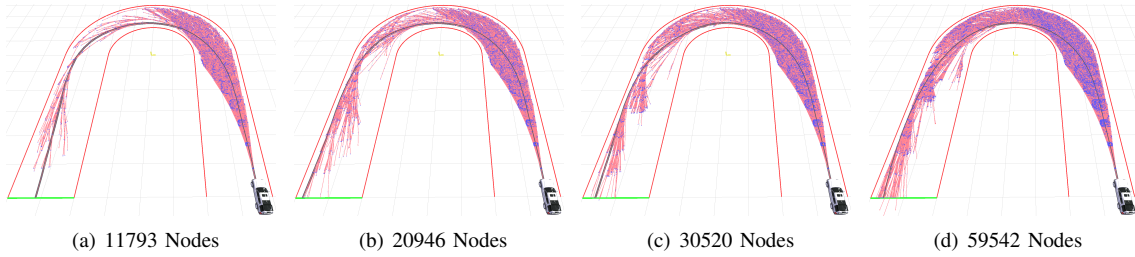 (a) 11793 Nodes
(b) 20946 Nodes
(c) 30520 Nodes
(d) 59542 Nodes